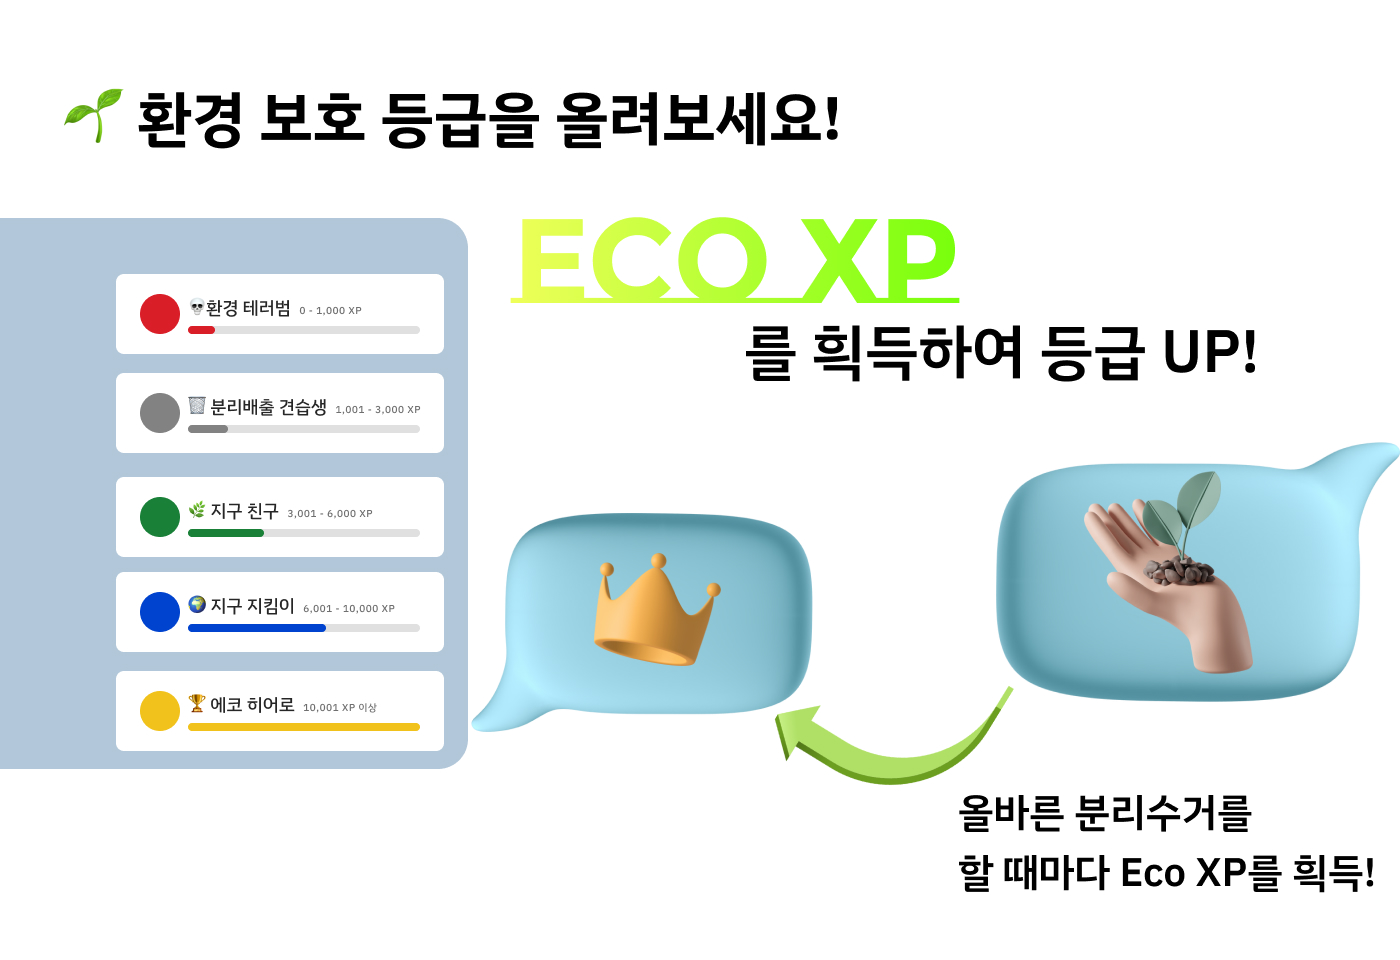 🌱 환경 보호 등급을 올려보세요!
ECO XP
를 획득하여 등급 UP!
💀환경 테러범 0 - 1,000 XP
🗑️ 분리배출 견습생 1,001 - 3,000 XP
🌿 지구 친구 3,001 - 6,000 XP
🌍 지구 지킴이 6,001 - 10,000 XP
🏆 에코 히어로 10,001 XP 이상
올바른 분리수거를
할 때마다 Eco XP를 획득!